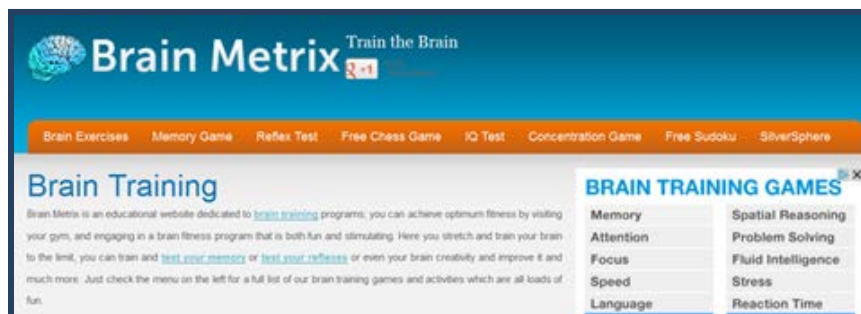 Brain Metrix
Train the Brain
+1
Brain Exercises Memory Game Reflex Test Free Chess Game IQ Test Concentration Game Free Sudoku SilverSphere
Brain Training
Brain Metrix is an educational website dedicated to brain training programs; you can achieve optimum fitness by visiting
your gym, and engaging in a brain fitness program that is both fun and stimulating. Here you stretch and train your brain
to the limit, you can train and test your memory or test your reflexes or even your brain creativity and improve it and
much more. Just check the menu on the left for a full list of our brain training games and activities which are all loads of
fun.
BRAIN TRAINING GAMES
Memory Spatial Reasoning
Attention Problem Solving
Focus Fluid Intelligence
Speed Stress
Language Reaction Time